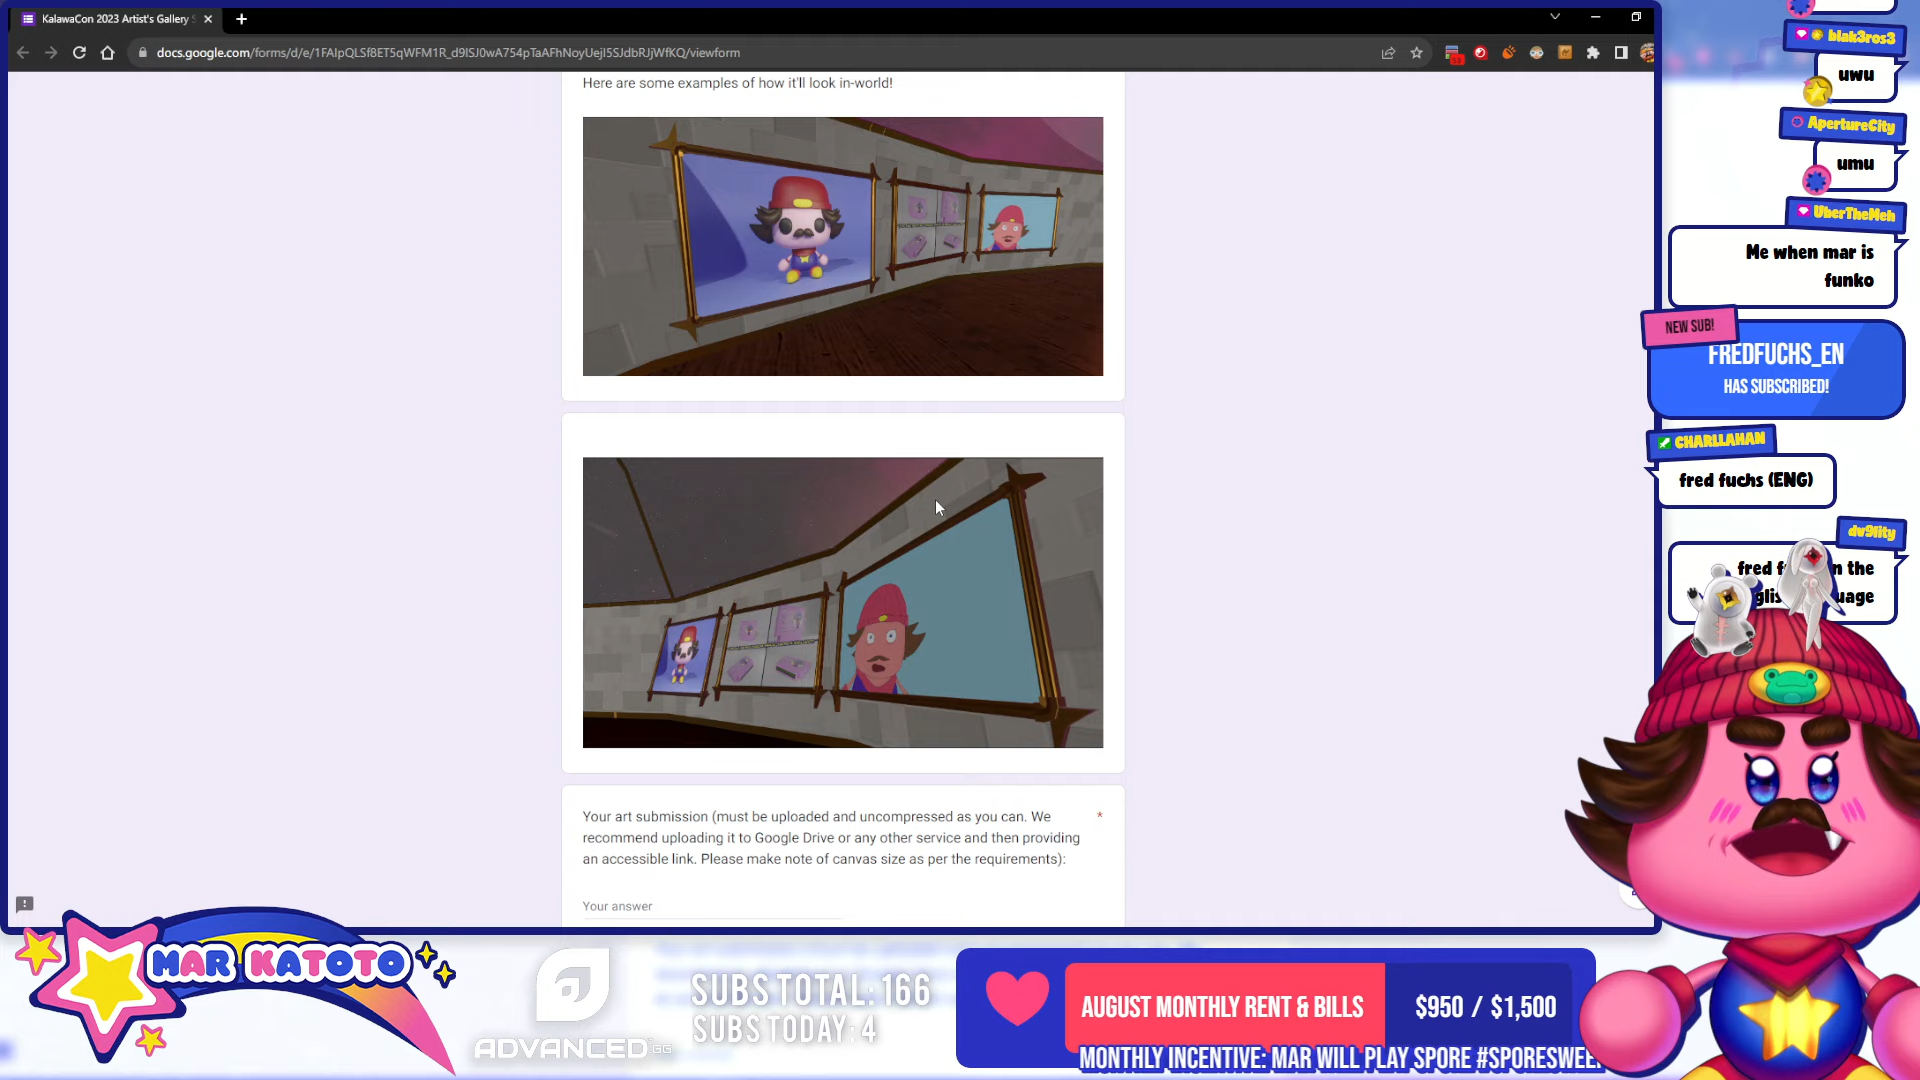 KalawaCon 2023 Artist's Gallery S
docs.google.com/forms/d/e/1FAIpQLSfBET5qWFM1R_d9lSJ0wA754pTaAFhNoyUejI5SJdbRJjWfKQ/viewform
Here are some examples of how it'll look in-world!
Your art submission (must be uploaded and uncompressed as you can. We
recommend uploading it to Google Drive or any other service and then providing
an accessible link. Please make note of canvas size as per the requirements):
*
Your answer
blak3ros3
uwu
ApertureCity
umu
UberTheMeh
Me when mar is
funko
NEW SUB!
FREDFUCHS_EN
HAS SUBSCRIBED!
CHARLLAHAN
fred fuchs (ENG)
dv9lity
fred f n the
glis uage
MAR KATOTO
ADVANCED GG
SUBS TOTAL: 166
SUBS TODAY: 4
AUGUST MONTHLY RENT & BILLS
$950 / $1,500
MONTHLY INCENTIVE: MAR WILL PLAY SPORE #SPORESWEE